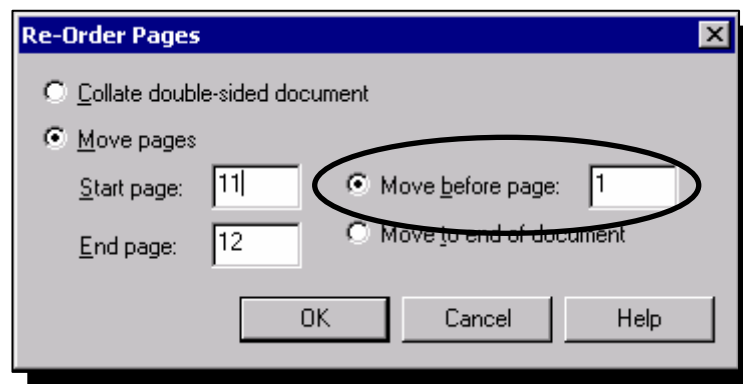 Re-Order Pages
Collate double-sided document
Move pages
Start page: 11 Move before page: 1
End page: 12 Move to end of document
OK Cancel Help